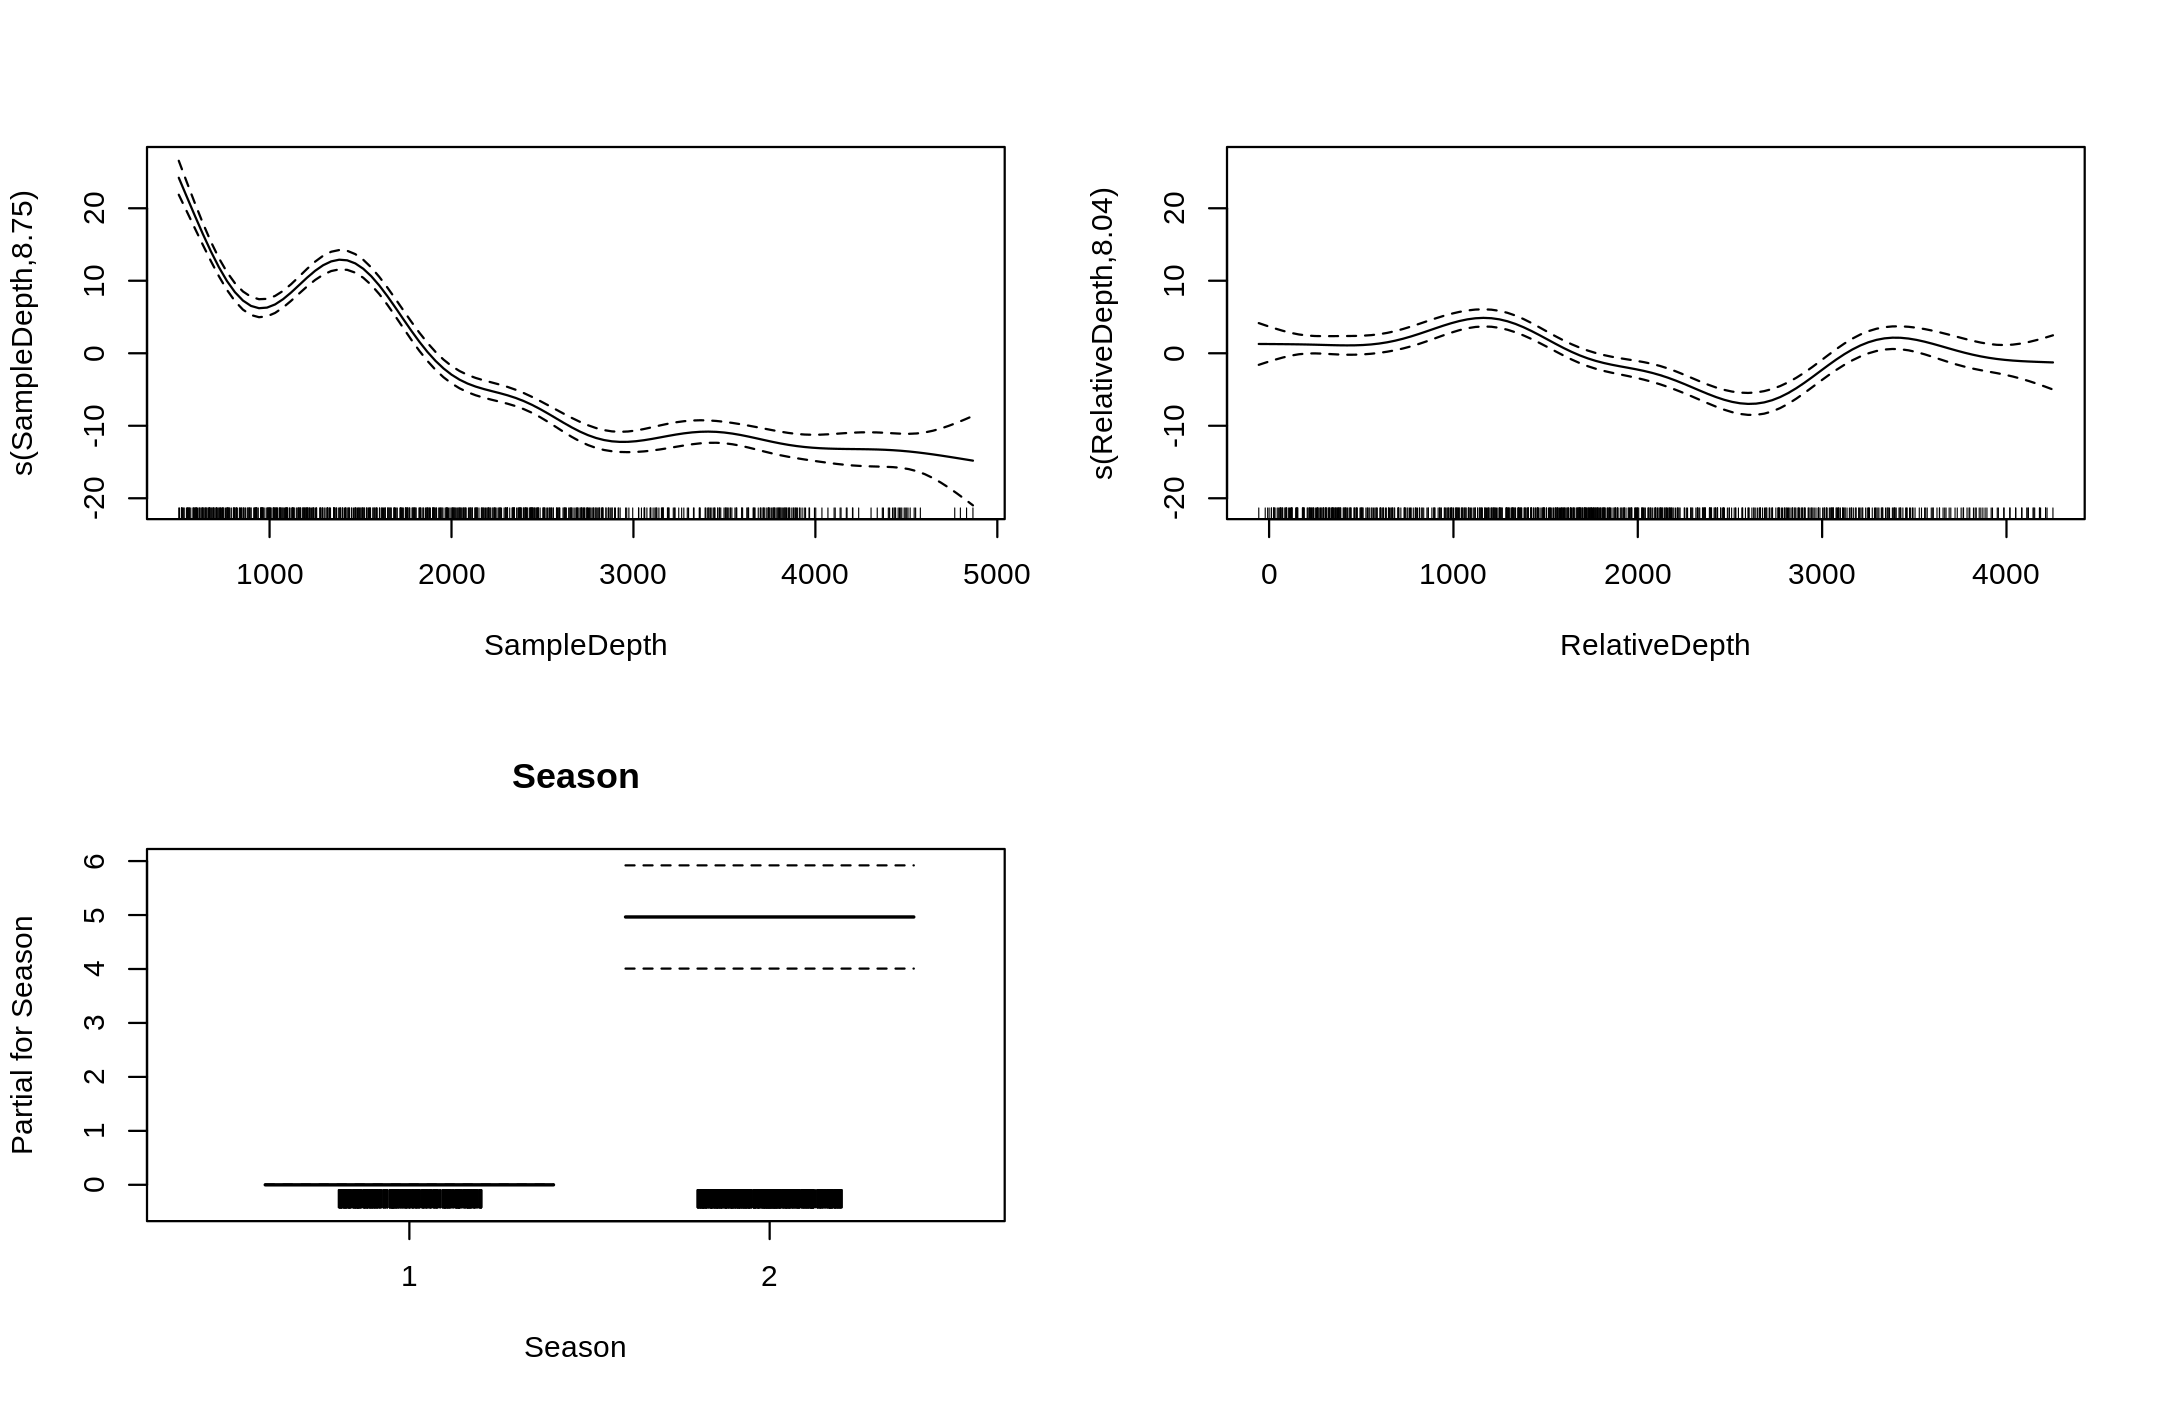 s(SampleDepth,8.75)
20
10
0
-10
-20
1000 2000 3000 4000 5000
SampleDepth
s(RelativeDepth,8.04)
20
10
0
-10
-20
0 1000 2000 3000 4000
RelativeDepth
Season
Partial for Season
6
5
4
3
2
1
0
1 2
Season